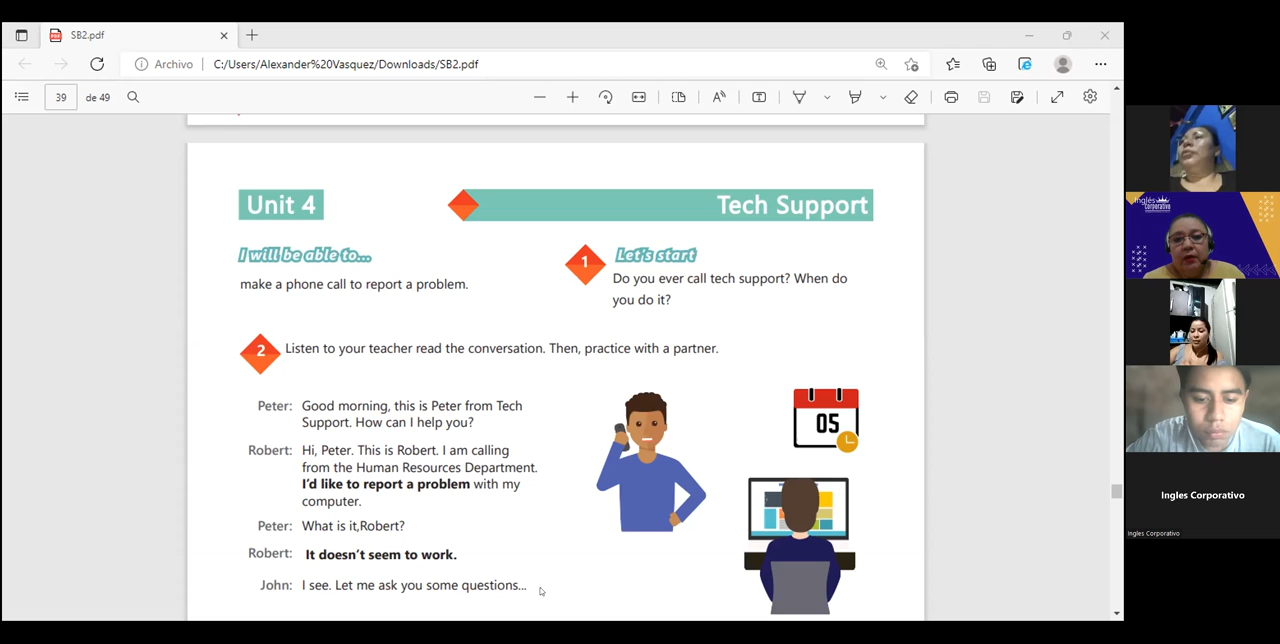 SB2.pdf
Archivo
C:/Users/Alexander%20Vasquez/Downloads/SB2.pdf
39
de 49
Unit 4
Tech Support
I will be able to...
make a phone call to report a problem.
1
Let's start
Do you ever call tech support? When do
you do it?
2
Listen to your teacher read the conversation. Then, practice with a partner.
Peter: Good morning, this is Peter from Tech
Support. How can I help you?
Robert: Hi, Peter. This is Robert. I am calling
from the Human Resources Department.
I'd like to report a problem with my
computer.
Peter: What is it,Robert?
Robert: It doesn't seem to work.
John: I see. Let me ask you some questions...
05
Inglés
Corporativo
Ingles Corporativo
Ingles Corporativo